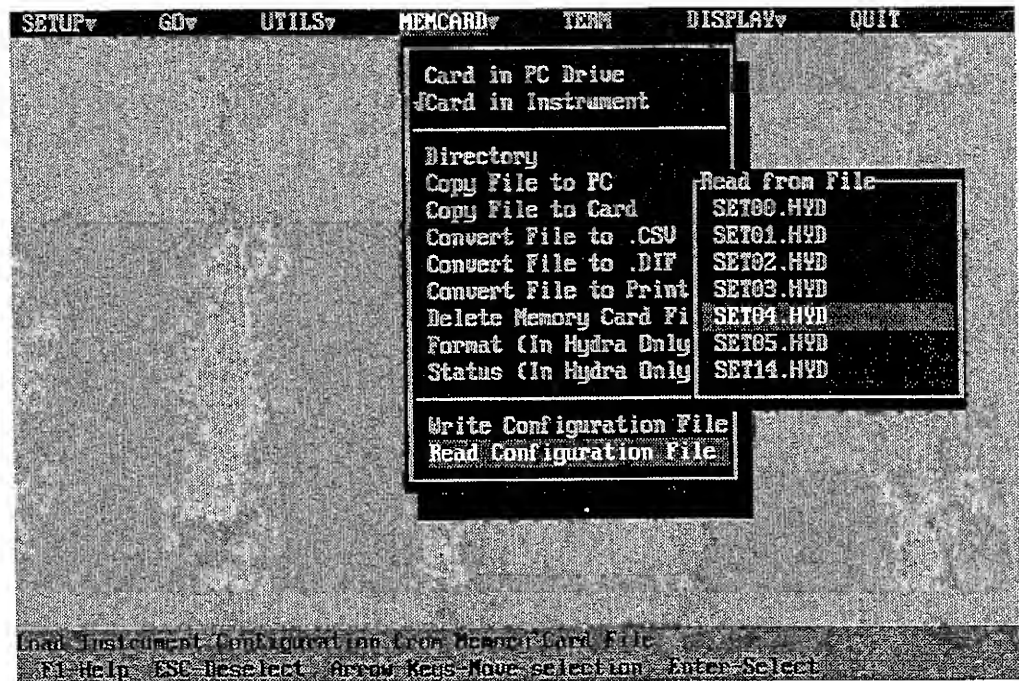 SETUP▼ GO▼ UTILS▼ MEMCARD▼ TERM DISPLAY▼ QUIT
Card in PC Drive
√Card in Instrument
Directory
Copy File to PC
Copy File to Card
Convert File to .CSV
Convert File to .DIF
Convert File to Print
Delete Memory Card Fi
Format (In Hydra Only
Status (In Hydra Only
Write Configuration File
Read Configuration File
Read from File
SET00.HYD
SET01.HYD
SET02.HYD
SET03.HYD
SET04.HYD
SET05.HYD
SET14.HYD
Load Instrument Configuration from Memory Card File
F1-Help ESC-Deselect Arrow Keys-Move selection Enter-Select